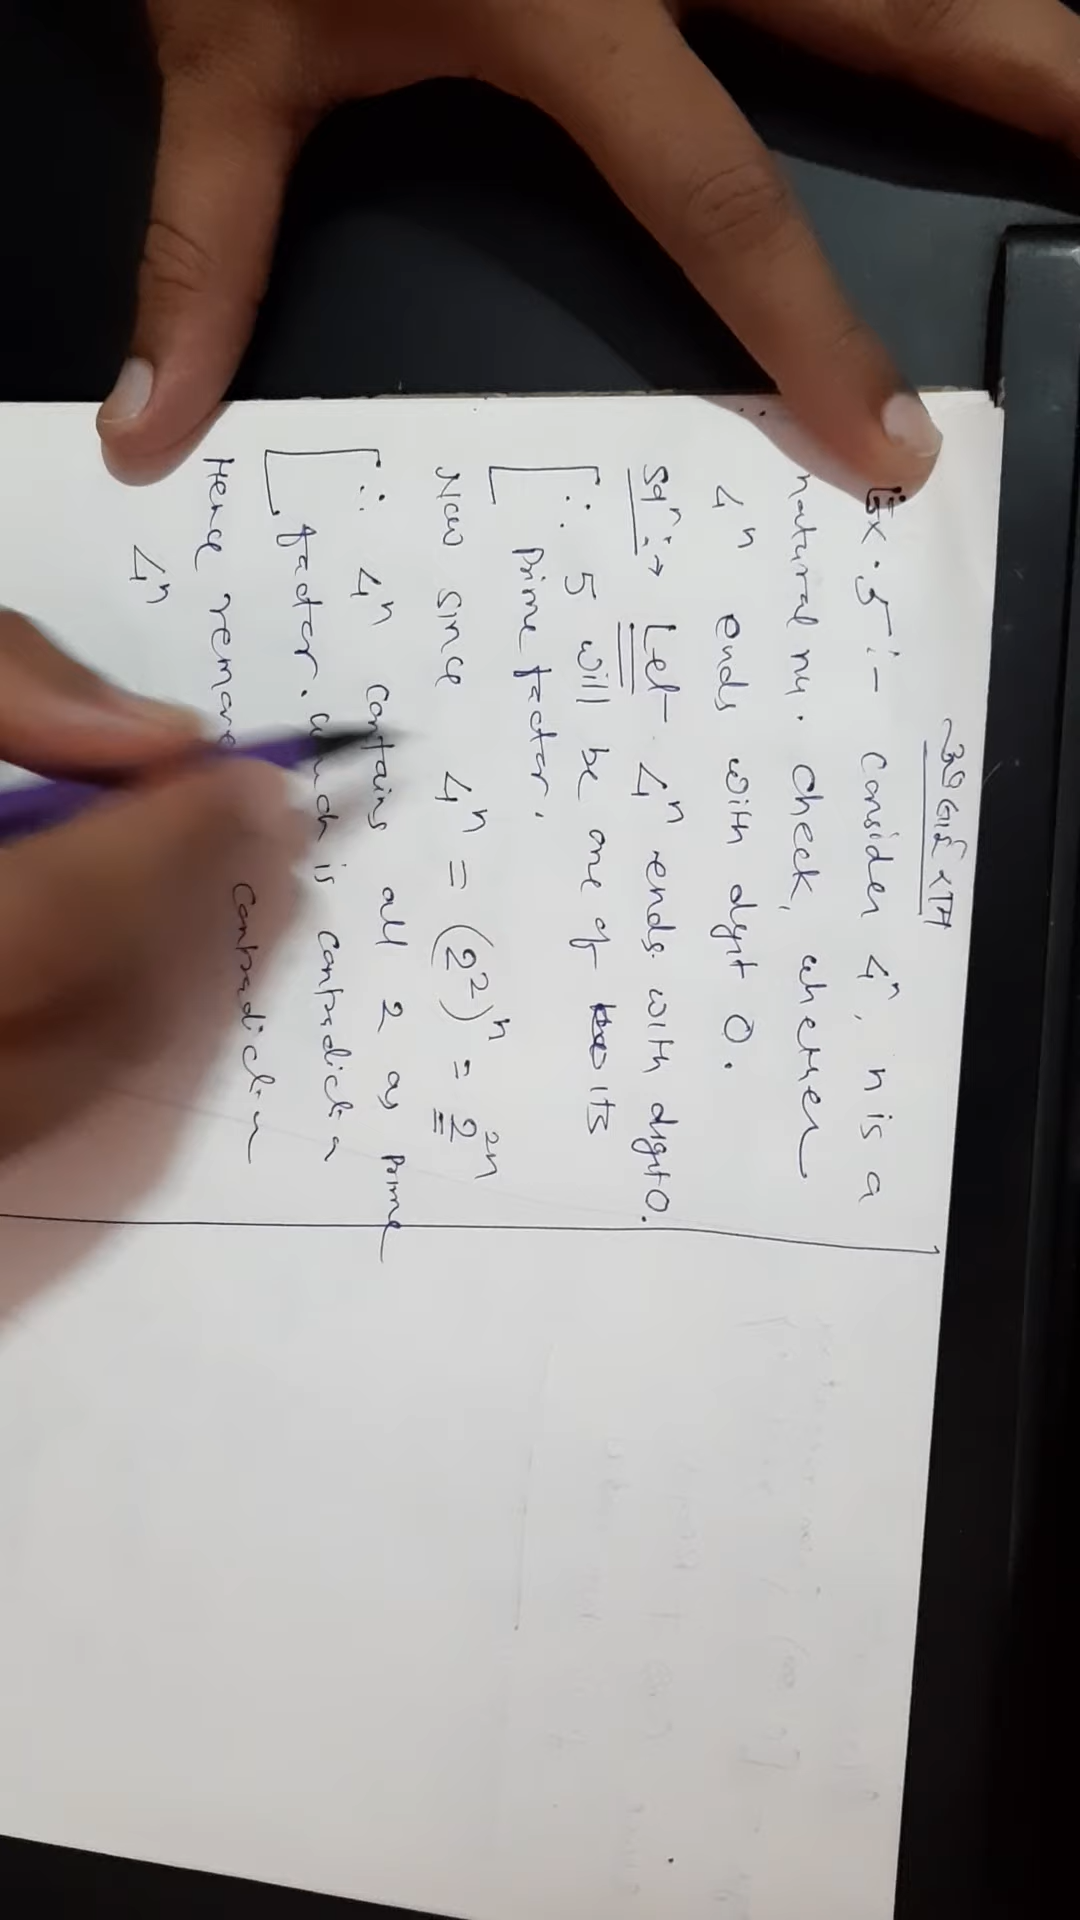 Ex. 5 :- Consider 4ⁿ, n is a
natural no. Check, whether
4ⁿ ends with digit 0.
Solⁿ :→ Let 4ⁿ ends with digit 0.
∴ 5 will be one of its
Prime factor.
Now since 4ⁿ = (2²)ⁿ = 2²ⁿ
∴ 4ⁿ contains all 2 as Prime
factor. which is contradiction
Hence remove contradiction
4ⁿ